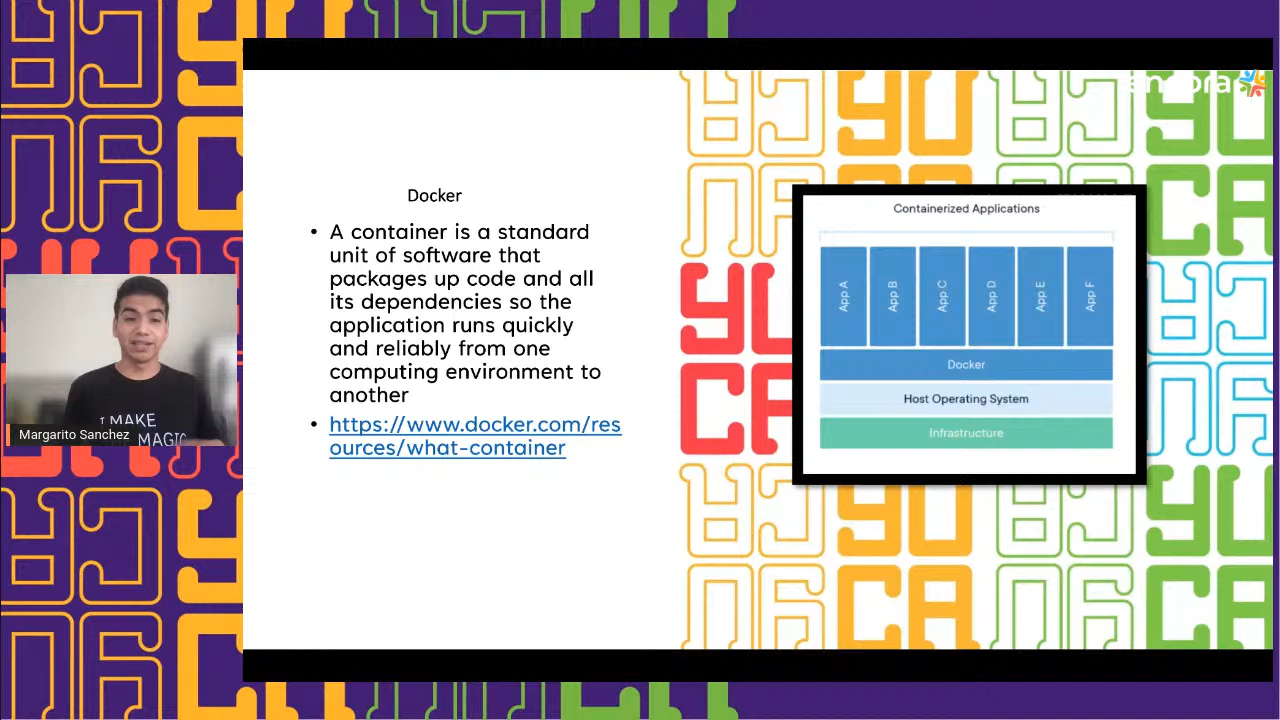 Docker
• A container is a standard
unit of software that
packages up code and all
its dependencies so the
application runs quickly
and reliably from one
computing environment to
another
• https://www.docker.com/res
ources/what-container
Containerized Applications
App A
App B
App C
App D
App E
App F
Docker
Host Operating System
Infrastructure
I MAKE
MAGIC
Margarito Sanchez